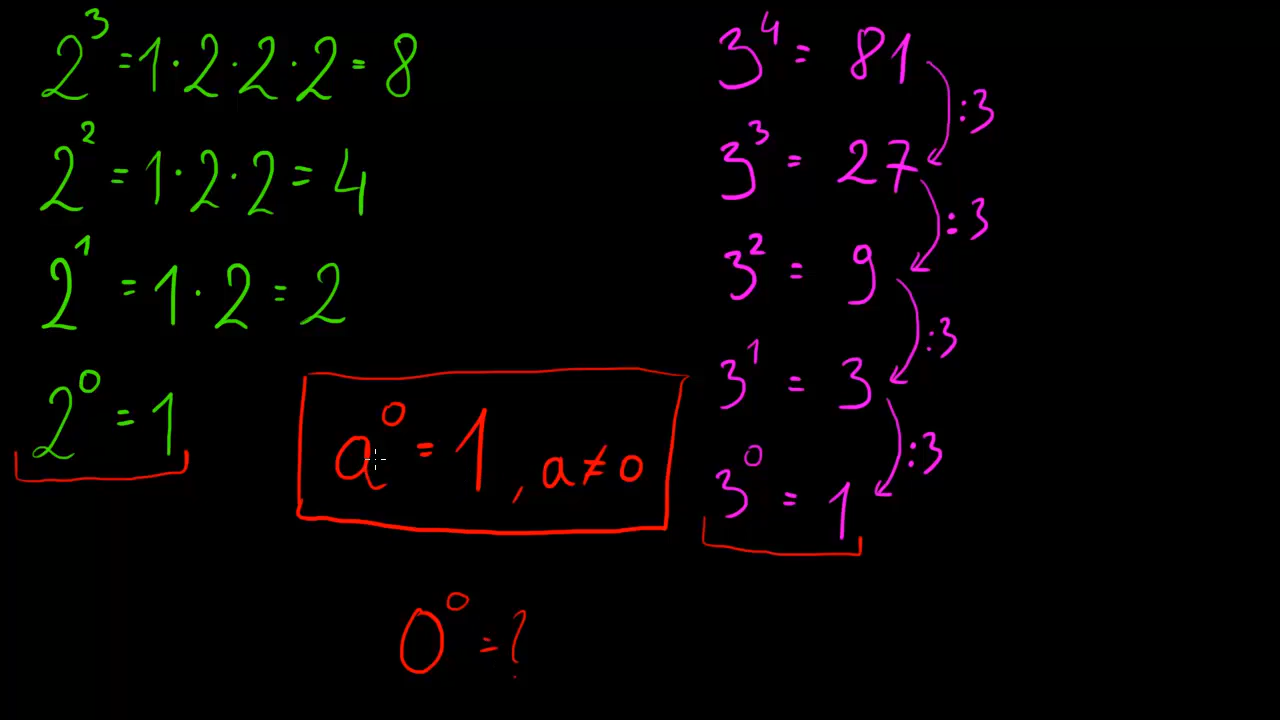 2³ = 1 · 2 · 2 · 2 = 8
2² = 1 · 2 · 2 = 4
2¹ = 1 · 2 = 2
2⁰ = 1
a⁰ = 1, a ≠ 0
0⁰ = ?
3⁴ = 81
:3
3³ = 27
:3
3² = 9
:3
3¹ = 3
:3
3⁰ = 1